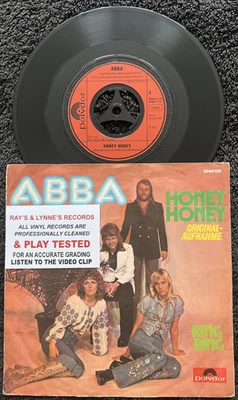 ABBA
Polydor
HONEY HONEY
ABBA
HONEY
HONEY
ORIGINAL-
AUFNAHME
RAY'S & LYNNE'S RECORDS
ALL VINYL RECORDS ARE
PROFESSIONALLY CLEANED
& PLAY TESTED
FOR AN ACCURATE GRADING
LISTEN TO THE VIDEO CLIP
RING
RING
Polydor